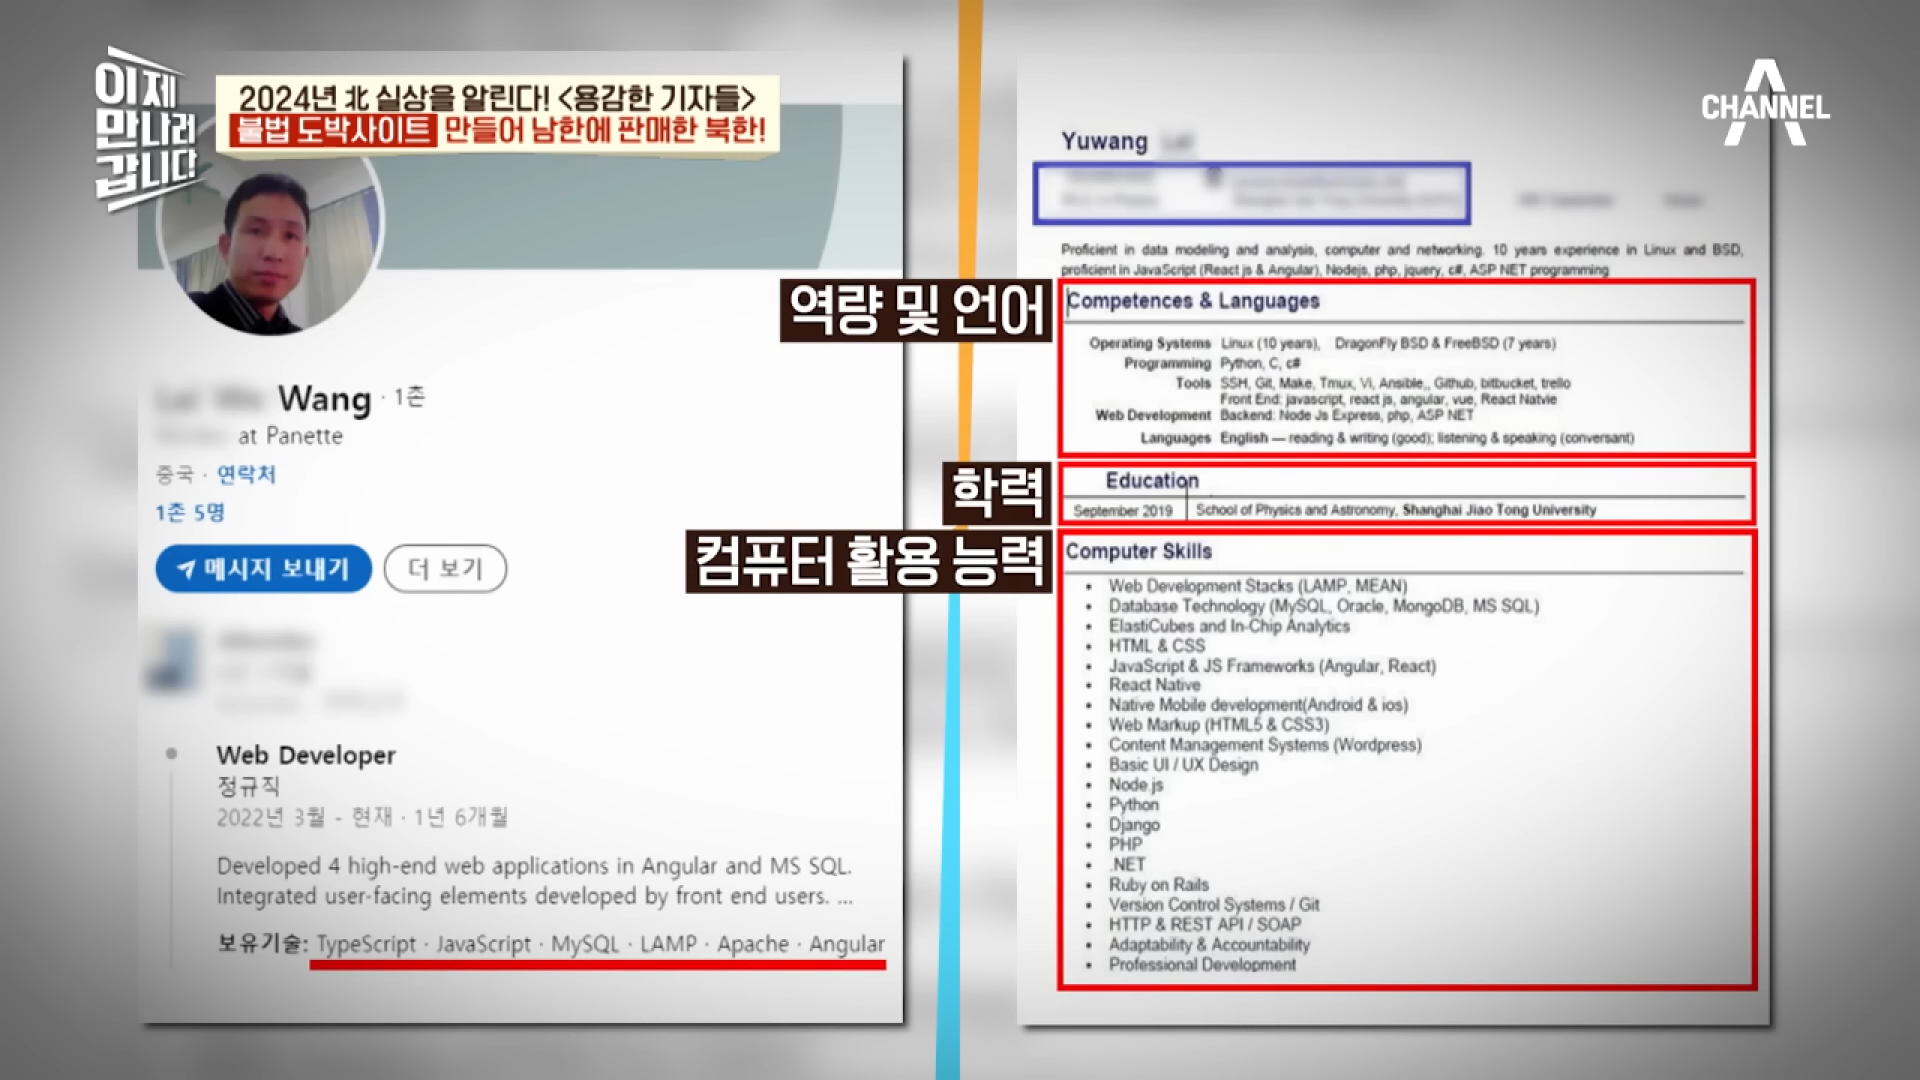 이제
만나러
갑니다
2024년 北 실상을 알린다! <용감한 기자들>
불법 도박사이트 만들어 남한에 판매한 북한!
CHANNEL A
Wang · 1촌
at Panette
중국 · 연락처
1촌 5명
메시지 보내기
더 보기
Web Developer
정규직
2022년 3월 - 현재 · 1년 6개월
Developed 4 high-end web applications in Angular and MS SQL.
Integrated user-facing elements developed by front end users. ...
보유기술: TypeScript · JavaScript · MySQL · LAMP · Apache · Angular
Yuwang
Proficient in data modeling and analysis, computer and networking. 10 years experience in Linux and BSD,
proficient in JavaScript (React js & Angular), Nodejs, php, jquery, c#, ASP NET programming
역량 및 언어
Competences & Languages
Operating Systems Linux (10 years), DragonFly BSD & FreeBSD (7 years)
Programming Python, C, c#
Tools SSH, Git, Make, Tmux, Vi, Ansible,, Github, bitbucket, trello
Front End: javascript, react js, angular, vue, React Natvie
Web Development Backend: Node Js Express, php, ASP NET
Languages English — reading & writing (good); listening & speaking (conversant)
학력
Education
September 2019 School of Physics and Astronomy, Shanghai Jiao Tong University
컴퓨터 활용 능력
Computer Skills
• Web Development Stacks (LAMP, MEAN)
• Database Technology (MySQL, Oracle, MongoDB, MS SQL)
• ElastiCubes and In-Chip Analytics
• HTML & CSS
• JavaScript & JS Frameworks (Angular, React)
• React Native
• Native Mobile development(Android & ios)
• Web Markup (HTML5 & CSS3)
• Content Management Systems (Wordpress)
• Basic UI / UX Design
• Node.js
• Python
• Django
• PHP
• .NET
• Ruby on Rails
• Version Control Systems / Git
• HTTP & REST API / SOAP
• Adaptability & Accountability
• Professional Development